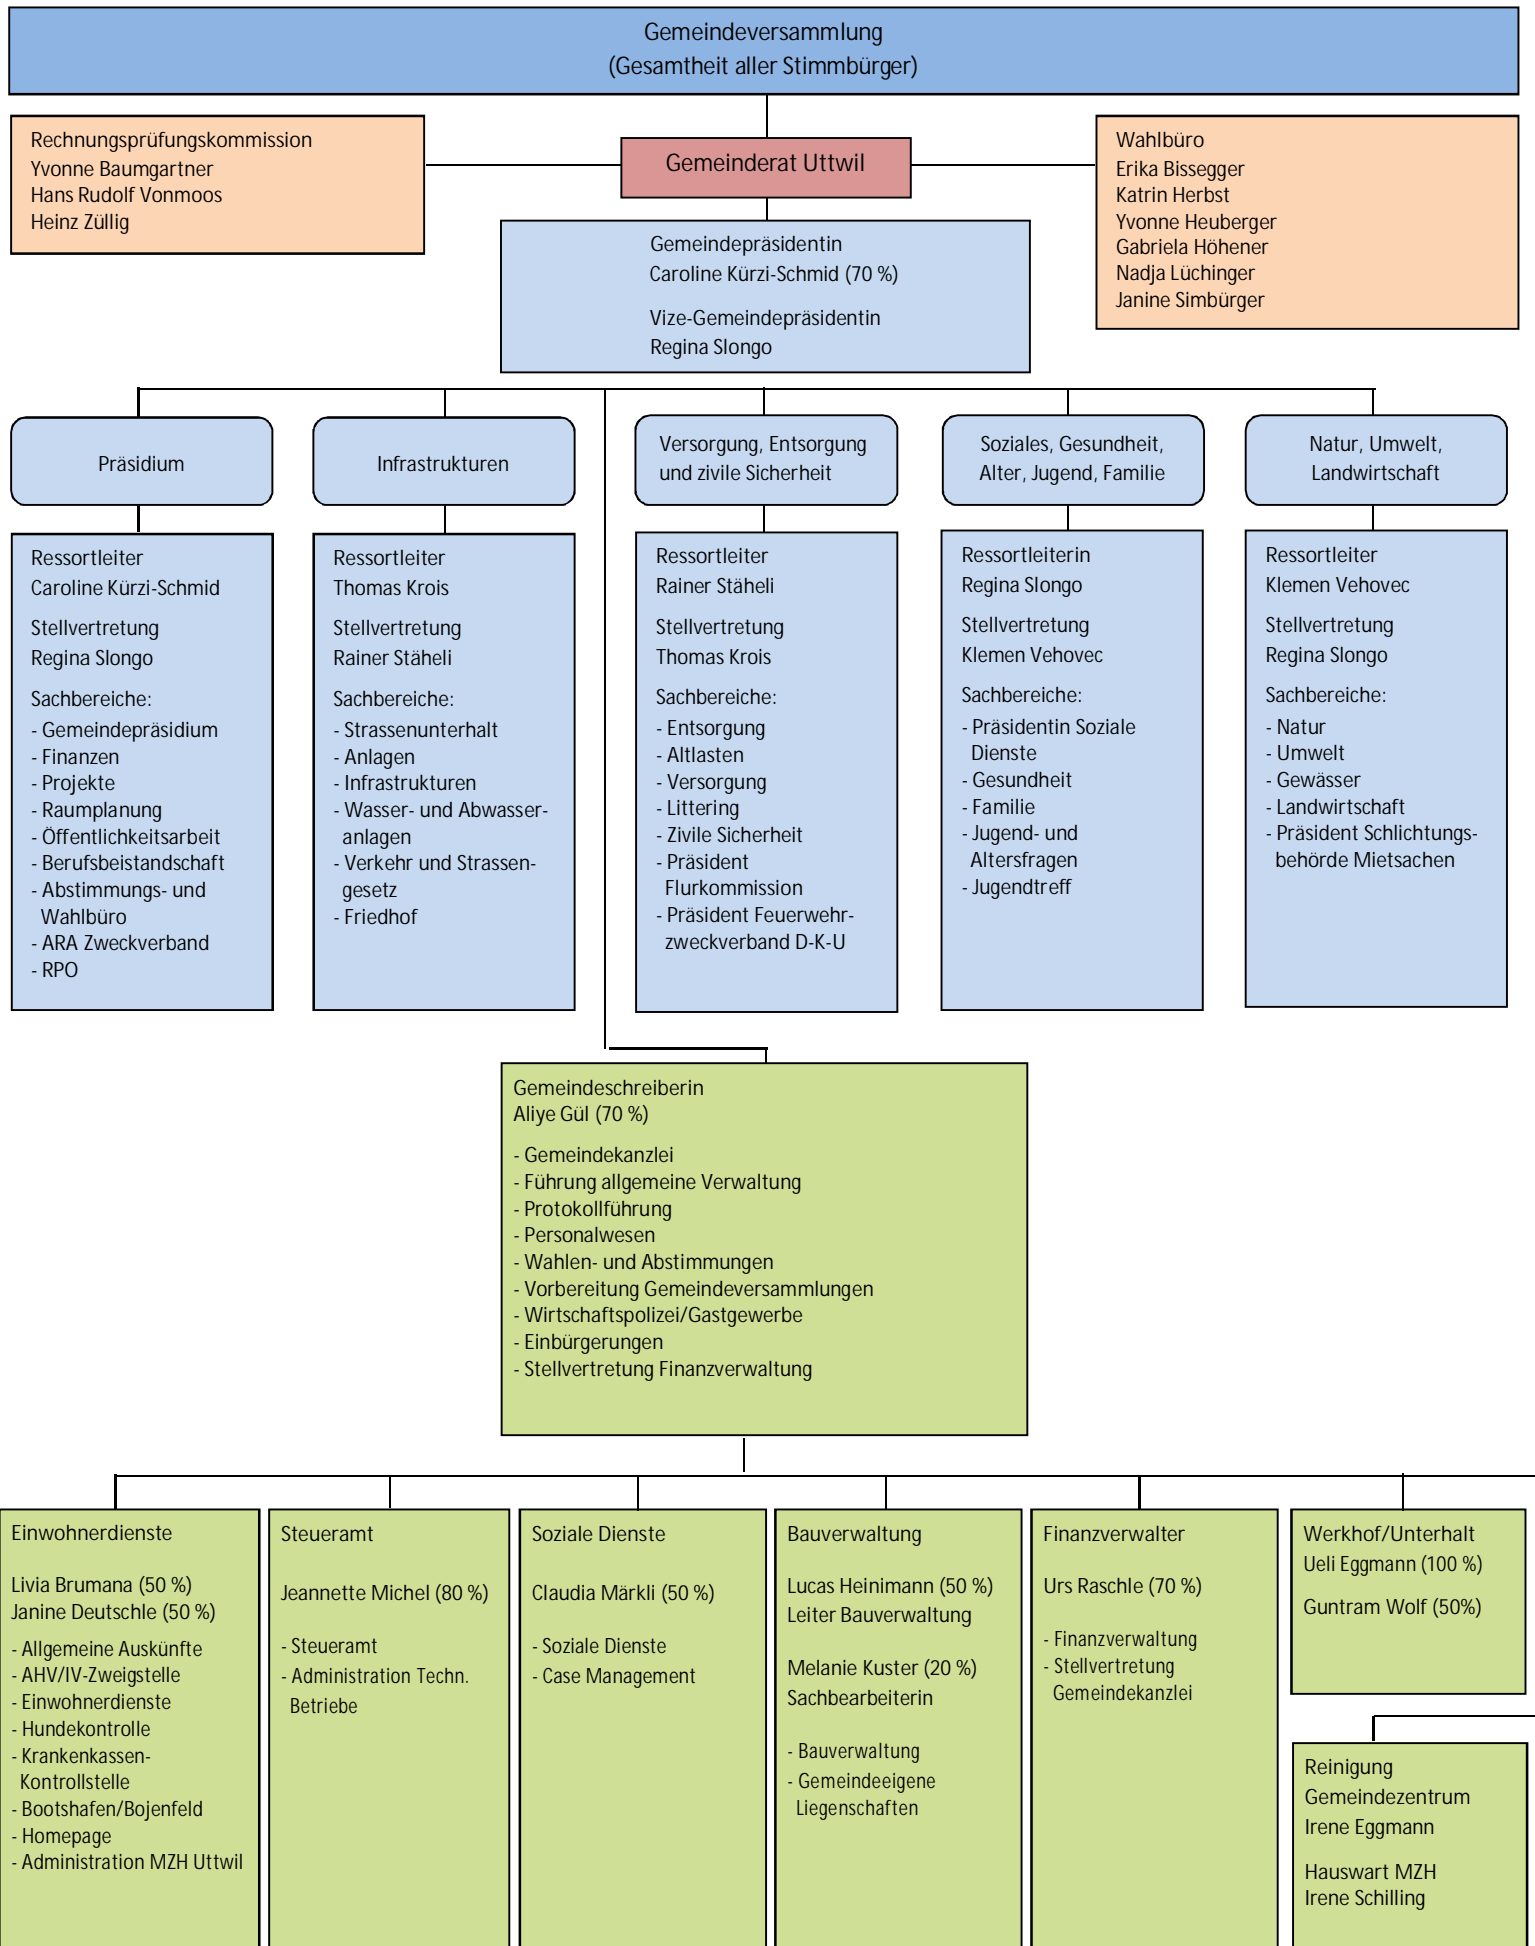 Gemeindeversammlung
(Gesamtheit aller Stimmbürger)
Rechnungsprüfungskommission
Yvonne Baumgartner
Hans Rudolf Vonmoos
Heinz Züllig
Gemeinderat Uttwil
Wahlbüro
Erika Bissegger
Katrin Herbst
Yvonne Heuberger
Gabriela Höhener
Nadja Lüchinger
Janine Simbürger
Gemeindepräsidentin
Caroline Kürzi-Schmid (70 %)
Vize-Gemeindepräsidentin
Regina Slongo
Präsidium
Infrastrukturen
Versorgung, Entsorgung
und zivile Sicherheit
Soziales, Gesundheit,
Alter, Jugend, Familie
Natur, Umwelt,
Landwirtschaft
Ressortleiter
Caroline Kürzi-Schmid
Stellvertretung
Regina Slongo
Sachbereiche:
- Gemeindepräsidium
- Finanzen
- Projekte
- Raumplanung
- Öffentlichkeitsarbeit
- Berufsbeistandschaft
- Abstimmungs- und
Wahlbüro
- ARA Zweckverband
- RPO
Ressortleiter
Thomas Krois
Stellvertretung
Rainer Stäheli
Sachbereiche:
- Strassenunterhalt
- Anlagen
- Infrastrukturen
- Wasser- und Abwasser-
anlagen
- Verkehr und Strassen-
gesetz
- Friedhof
Ressortleiter
Rainer Stäheli
Stellvertretung
Thomas Krois
Sachbereiche:
- Entsorgung
- Altlasten
- Versorgung
- Littering
- Zivile Sicherheit
- Präsident
Flurkommission
- Präsident Feuerwehr-
zweckverband D-K-U
Ressortleiterin
Regina Slongo
Stellvertretung
Klemen Vehovec
Sachbereiche:
- Präsidentin Soziale
Dienste
- Gesundheit
- Familie
- Jugend- und
Altersfragen
- Jugendtreff
Ressortleiter
Klemen Vehovec
Stellvertretung
Regina Slongo
Sachbereiche:
- Natur
- Umwelt
- Gewässer
- Landwirtschaft
- Präsident Schlichtungs-
behörde Mietsachen
Gemeindeschreiberin
Aliye Gül (70 %)
- Gemeindekanzlei
- Führung allgemeine Verwaltung
- Protokollführung
- Personalwesen
- Wahlen- und Abstimmungen
- Vorbereitung Gemeindeversammlungen
- Wirtschaftspolizei/Gastgewerbe
- Einbürgerungen
- Stellvertretung Finanzverwaltung
Einwohnerdienste
Livia Brumana (50 %)
Janine Deutschle (50 %)
- Allgemeine Auskünfte
- AHV/IV-Zweigstelle
- Einwohnerdienste
- Hundekontrolle
- Krankenkassen-
Kontrollstelle
- Bootshafen/Bojenfeld
- Homepage
- Administration MZH Uttwil
Steueramt
Jeannette Michel (80 %)
- Steueramt
- Administration Techn.
Betriebe
Soziale Dienste
Claudia Märkli (50 %)
- Soziale Dienste
- Case Management
Bauverwaltung
Lucas Heinimann (50 %)
Leiter Bauverwaltung
Melanie Kuster (20 %)
Sachbearbeiterin
- Bauverwaltung
- Gemeindeeigene
Liegenschaften
Finanzverwalter
Urs Raschle (70 %)
- Finanzverwaltung
- Stellvertretung
Gemeindekanzlei
Werkhof/Unterhalt
Ueli Eggmann (100 %)
Guntram Wolf (50%)
Reinigung
Gemeindezentrum
Irene Eggmann
Hauswart MZH
Irene Schilling